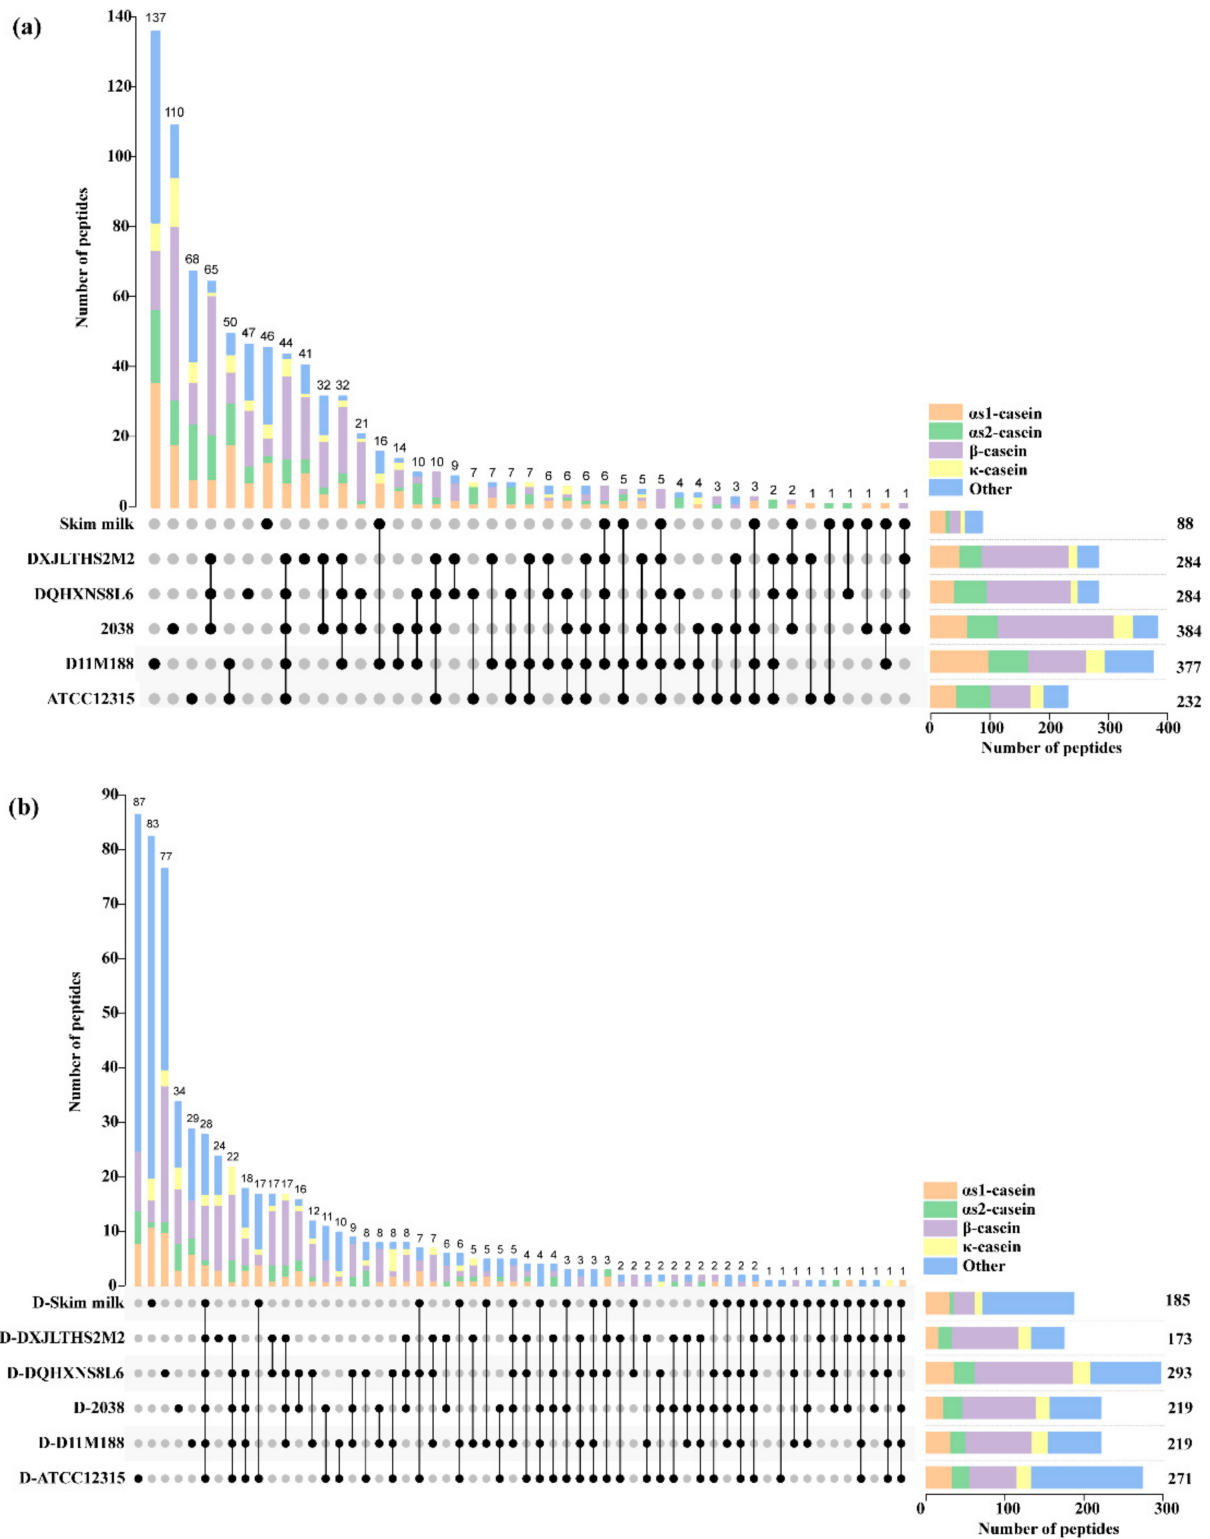 (a)
Number of peptides
140
120
100
80
60
40
20
0
137 110 68 65 50 47 46 44 41 32 32 21 16 14 10 10 9 7 7 7 7 6 6 6 6 5 5 5 4 4 3 3 3 2 2 1 1 1 1 1 1
αs1-casein
αs2-casein
β-casein
κ-casein
Other
Skim milk 88
DXJLTHS2M2 284
DQHXNS8L6 284
2038 384
D11M188 377
ATCC12315 232
0 100 200 300 400
Number of peptides
(b)
Number of peptides
90
80
70
60
50
40
30
20
10
0
87 83 77 34 29 28 24 22 18 17 17 17 16 12 11 10 9 8 8 8 8 7 7 6 6 5 5 5 5 4 4 4 3 3 3 3 2 2 2 2 2 2 2 2 2 2 2 1 1 1 1 1 1 1 1 1 1 1
αs1-casein
αs2-casein
β-casein
κ-casein
Other
D-Skim milk 185
D-DXJLTHS2M2 173
D-DQHXNS8L6 293
D-2038 219
D-D11M188 219
D-ATCC12315 271
0 100 200 300
Number of peptides